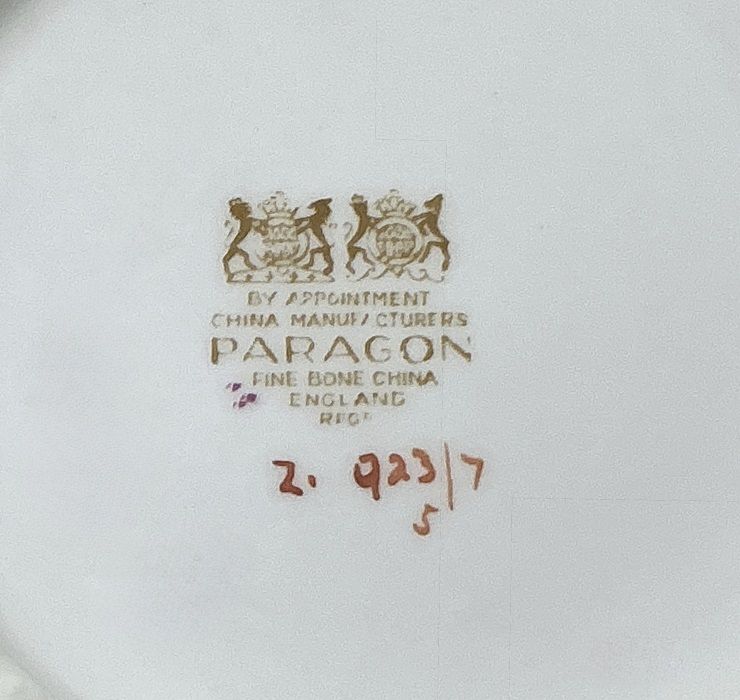 BY APPOINTMENT
CHINA MANUFACTURERS
PARAGON
FINE BONE CHINA
ENGLAND
REGD
Z. 923/7
5